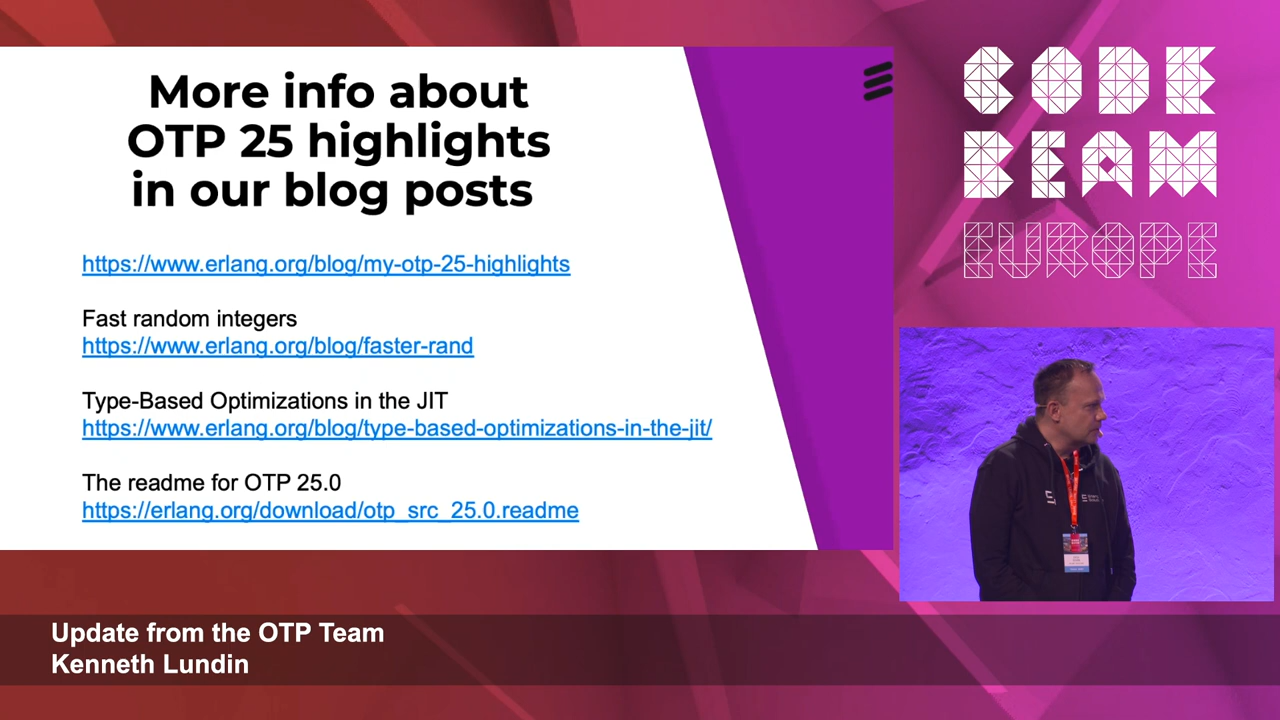 More info about
OTP 25 highlights
in our blog posts
https://www.erlang.org/blog/my-otp-25-highlights
Fast random integers
https://www.erlang.org/blog/faster-rand
Type-Based Optimizations in the JIT
https://www.erlang.org/blog/type-based-optimizations-in-the-jit/
The readme for OTP 25.0
https://erlang.org/download/otp_src_25.0.readme
CODE
BEAM
EUROPE
Update from the OTP Team
Kenneth Lundin